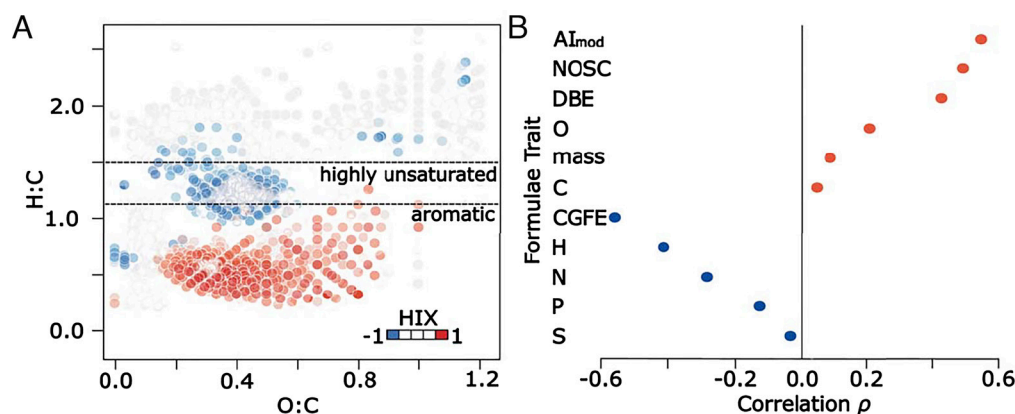 A
H:C
2.0
1.0
0.0
highly unsaturated
aromatic
HIX
-1 1
0.0 0.4 0.8 1.2
O:C
B
Formulae Trait
AImod
NOSC
DBE
O
mass
C
CGFE
H
N
P
S
-0.6 -0.2 0.0 0.2 0.6
Correlation ρ